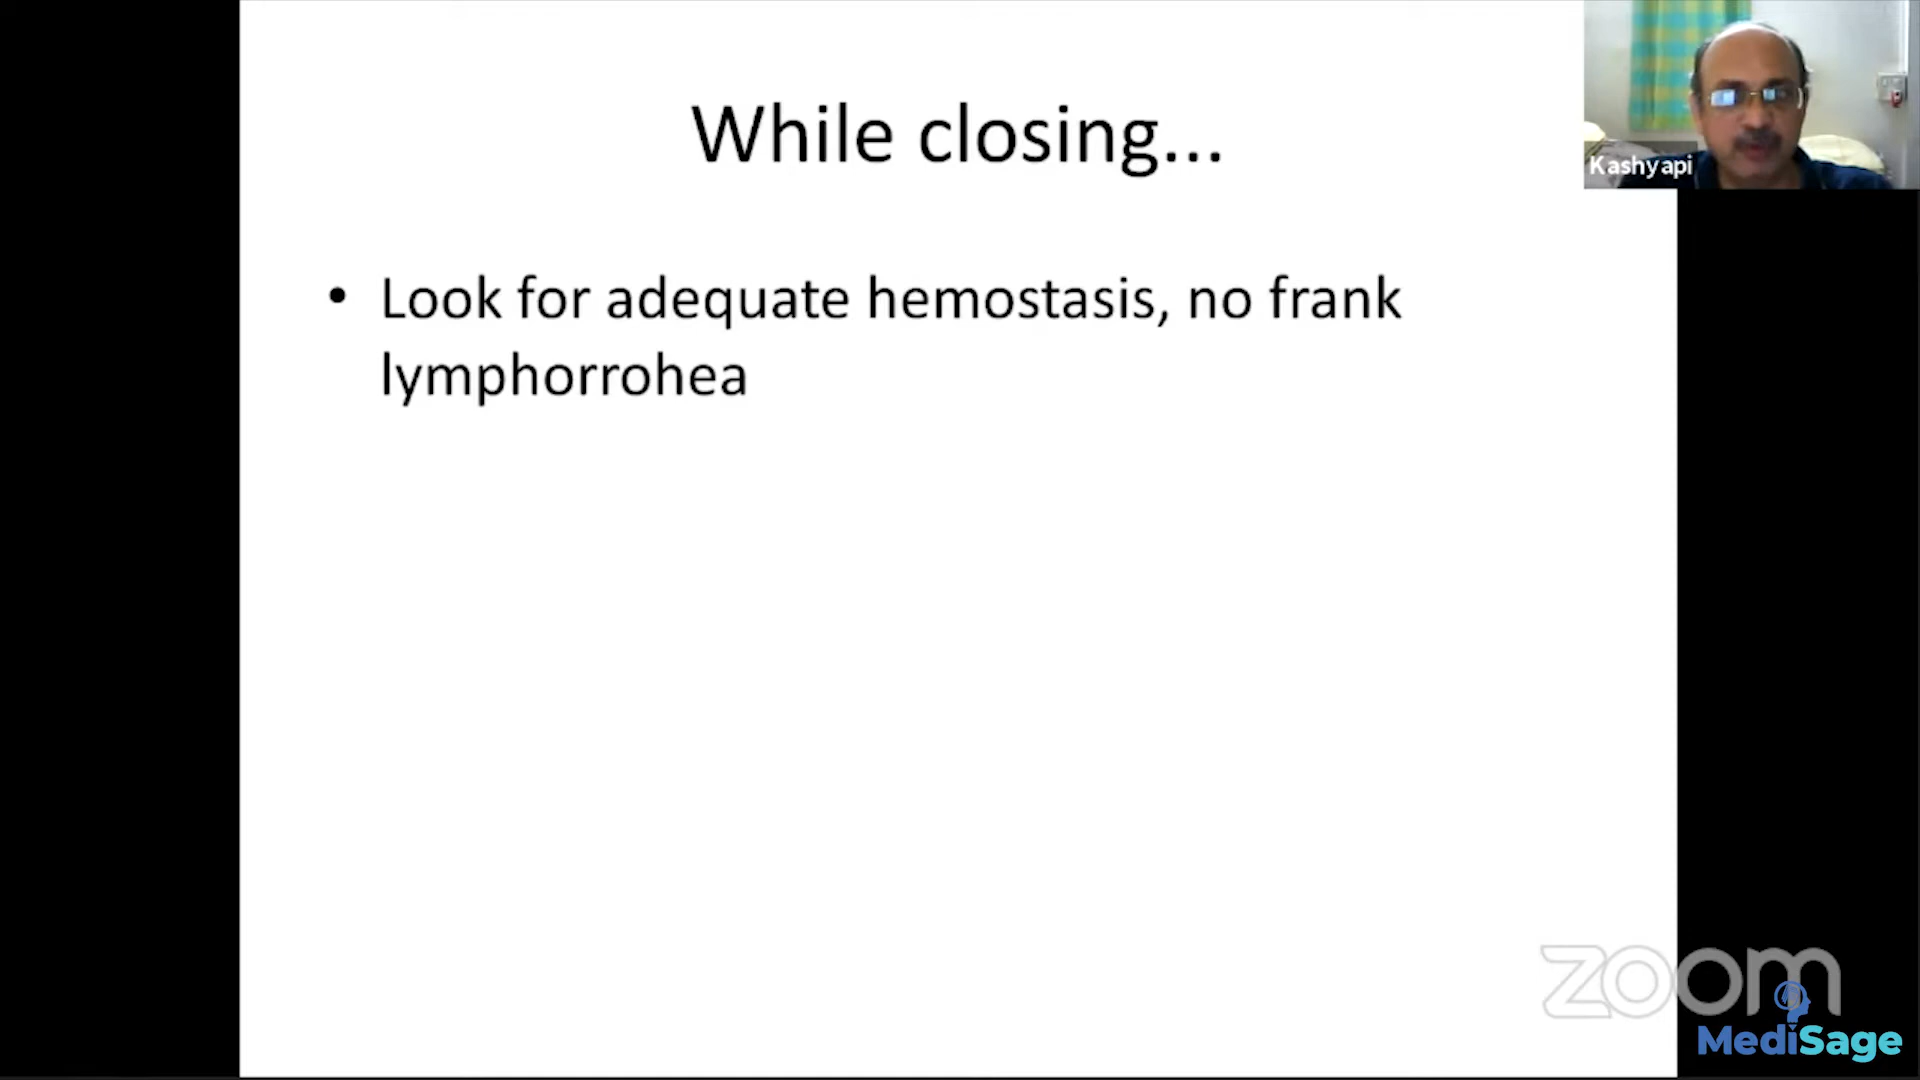 While closing...
Kashyapi
• Look for adequate hemostasis, no frank
lymphorrohea
zoom
MediSage